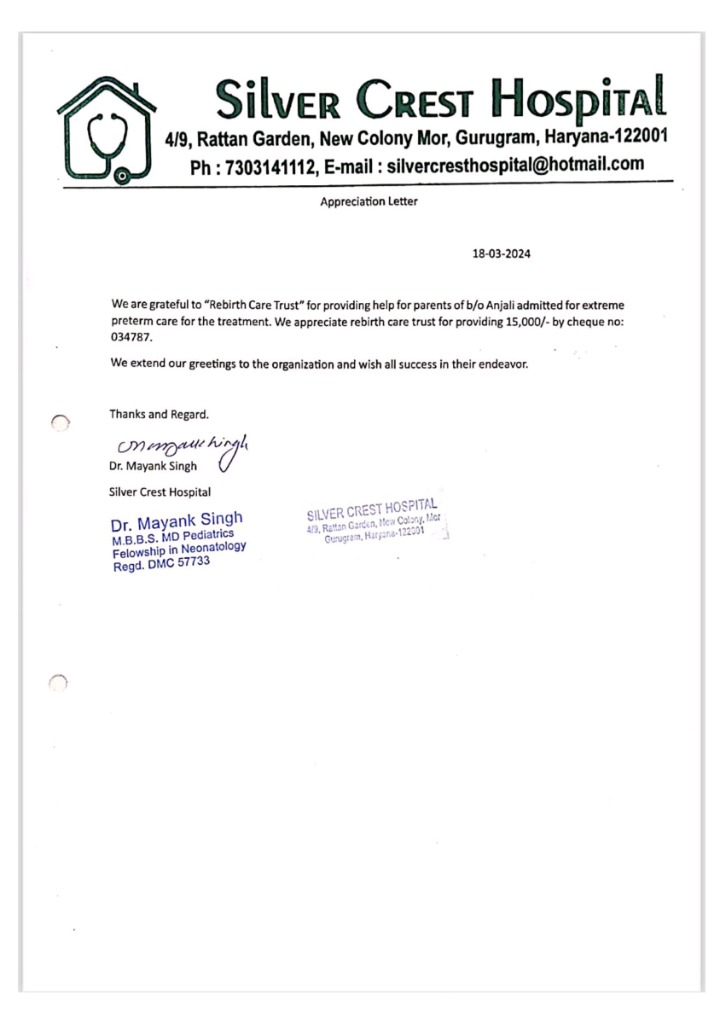 Silver Crest Hospital
4/9, Rattan Garden, New Colony Mor, Gurugram, Haryana-122001
Ph : 7303141112, E-mail : silvercresthospital@hotmail.com
Appreciation Letter
18-03-2024
We are grateful to "Rebirth Care Trust" for providing help for parents of b/o Anjali admitted for extreme
preterm care for the treatment. We appreciate rebirth care trust for providing 15,000/- by cheque no:
034787.
We extend our greetings to the organization and wish all success in their endeavor.
Thanks and Regard.
Dr. Mayank Singh
Silver Crest Hospital
Dr. Mayank Singh
M.B.B.S. MD Pediatrics
Felowship in Neonatology
Regd. DMC 57733
SILVER CREST HOSPITAL
4/9, Rattan Garden, New Colony, Mor
Gurugram, Haryana-122001